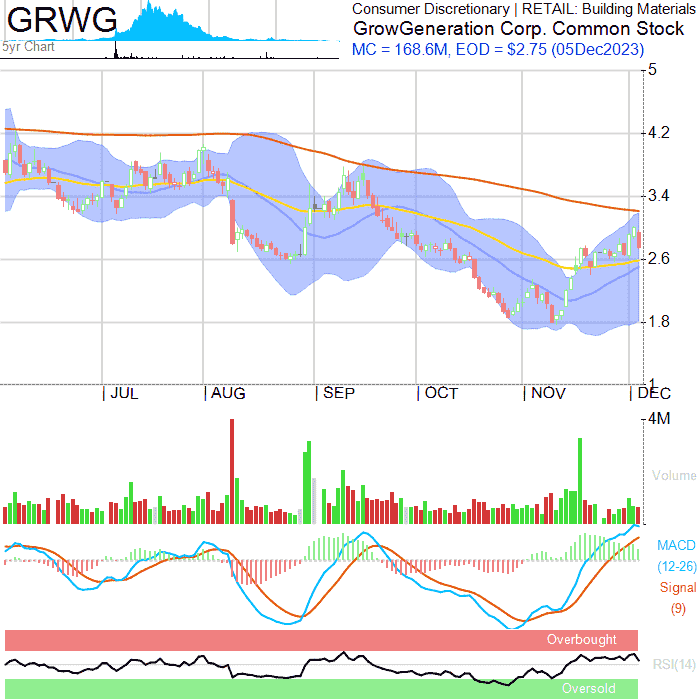 GRWG
5yr Chart
Consumer Discretionary | RETAIL: Building Materials
GrowGeneration Corp. Common Stock
MC = 168.6M, EOD = $2.75 (05Dec2023)
5
4.2
3.4
2.6
1.8
1
| JUL | AUG | SEP | OCT | NOV | DEC
4M
Volume
MACD
(12-26)
Signal
(9)
Overbought
RSI(14)
Oversold